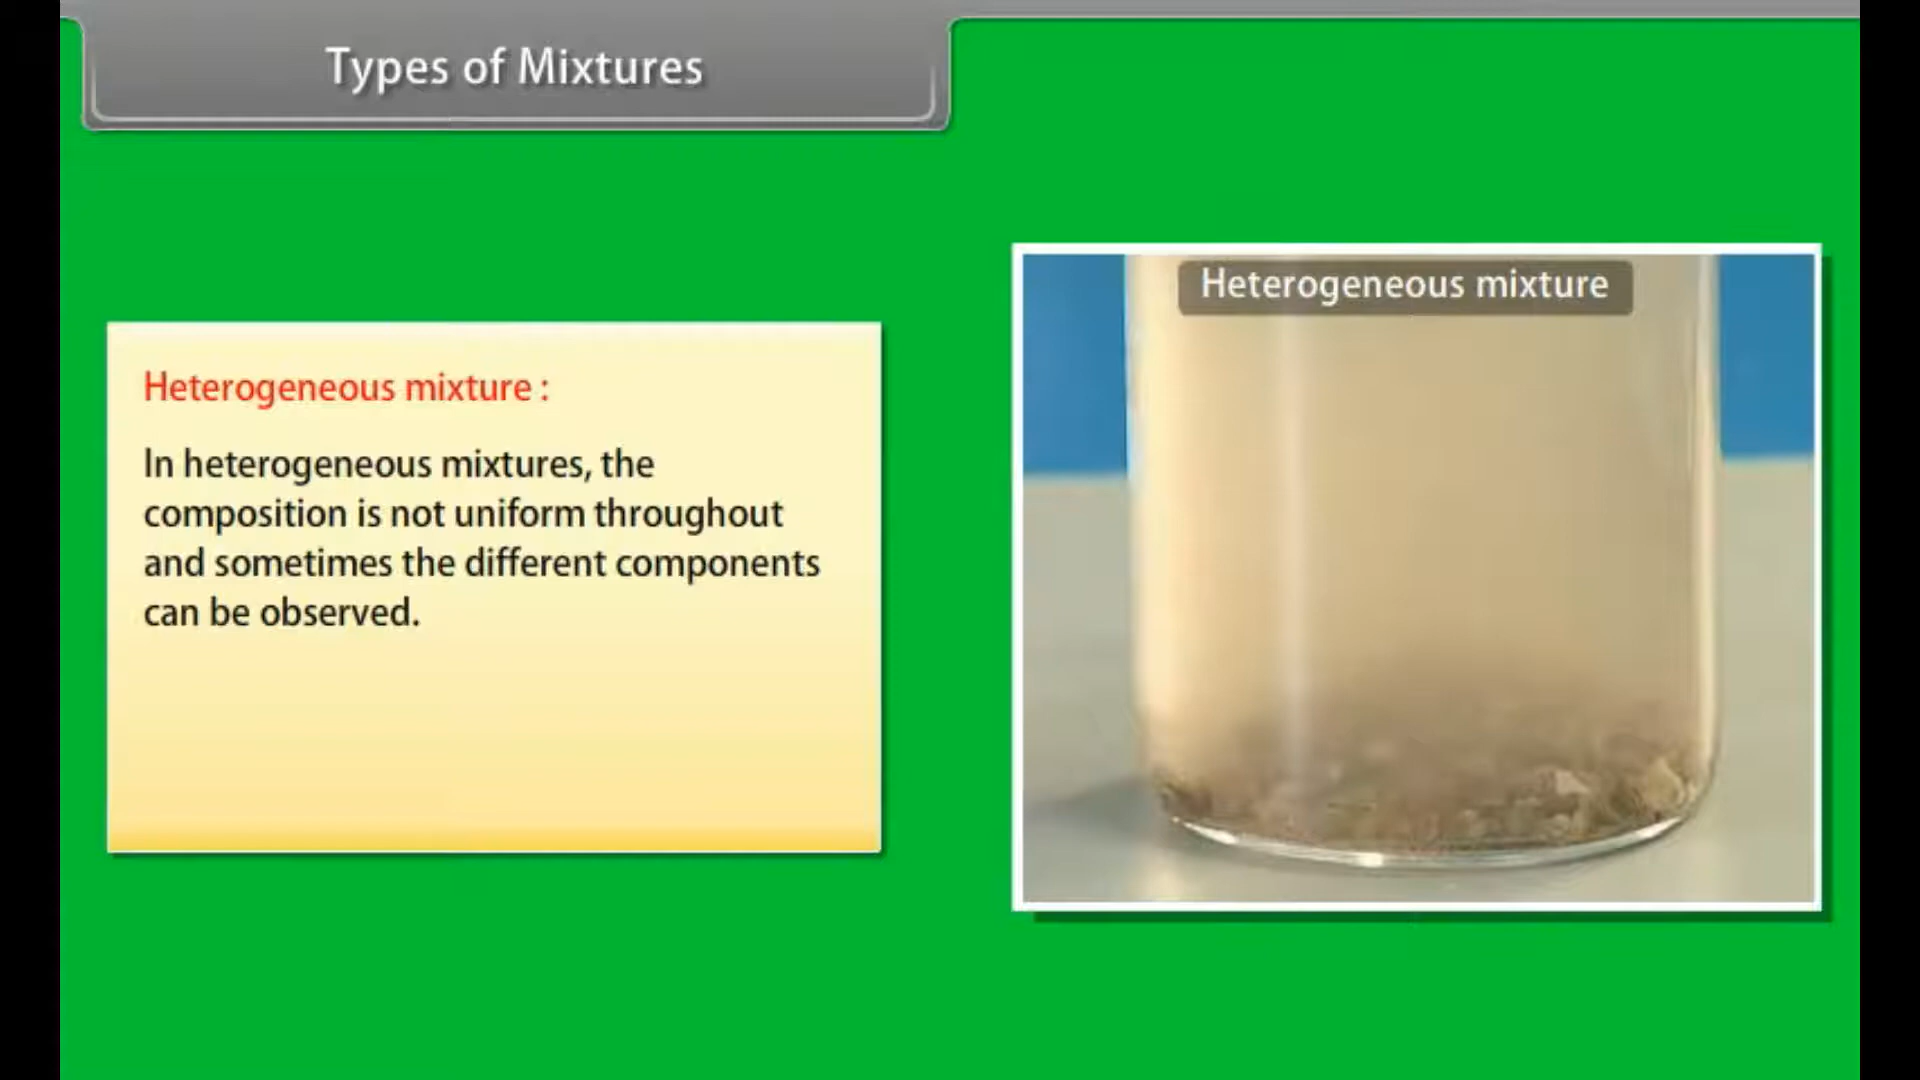 Types of Mixtures
Heterogeneous mixture :
In heterogeneous mixtures, the
composition is not uniform throughout
and sometimes the different components
can be observed.
Heterogeneous mixture